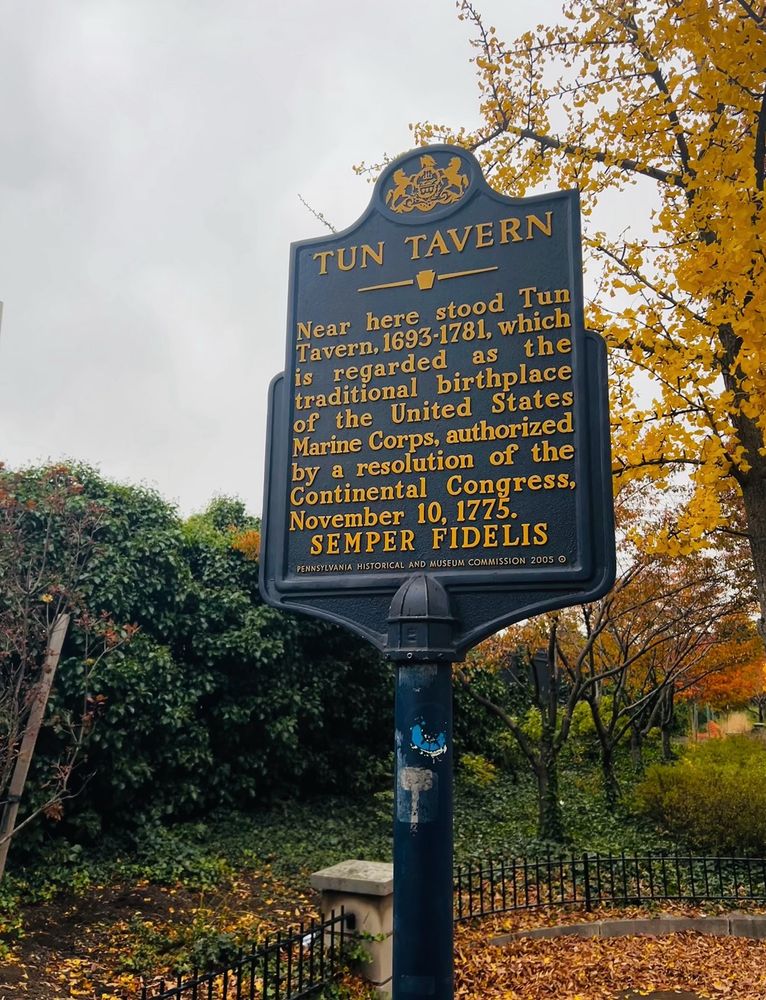 TUN TAVERN
Near here stood Tun
Tavern, 1693-1781, which
is regarded as the
traditional birthplace
of the United States
Marine Corps, authorized
by a resolution of the
Continental Congress,
November 10, 1775.
SEMPER FIDELIS
PENNSYLVANIA HISTORICAL AND MUSEUM COMMISSION 2005